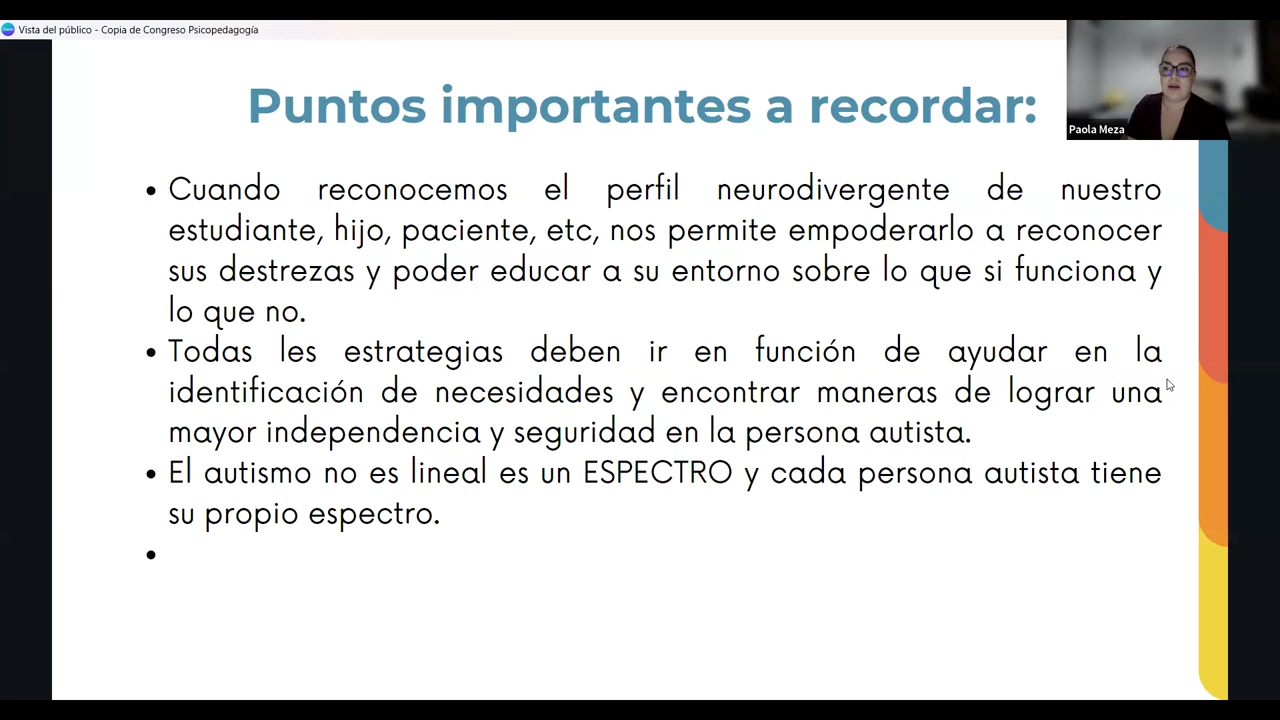 Vista del público - Copia de Congreso Psicopedagogía
Paola Meza
Puntos importantes a recordar:
• Cuando reconocemos el perfil neurodivergente de nuestro
estudiante, hijo, paciente, etc, nos permite empoderarlo a reconocer
sus destrezas y poder educar a su entorno sobre lo que si funciona y
lo que no.
• Todas les estrategias deben ir en función de ayudar en la
identificación de necesidades y encontrar maneras de lograr una
mayor independencia y seguridad en la persona autista.
• El autismo no es lineal es un ESPECTRO y cada persona autista tiene
su propio espectro.
•